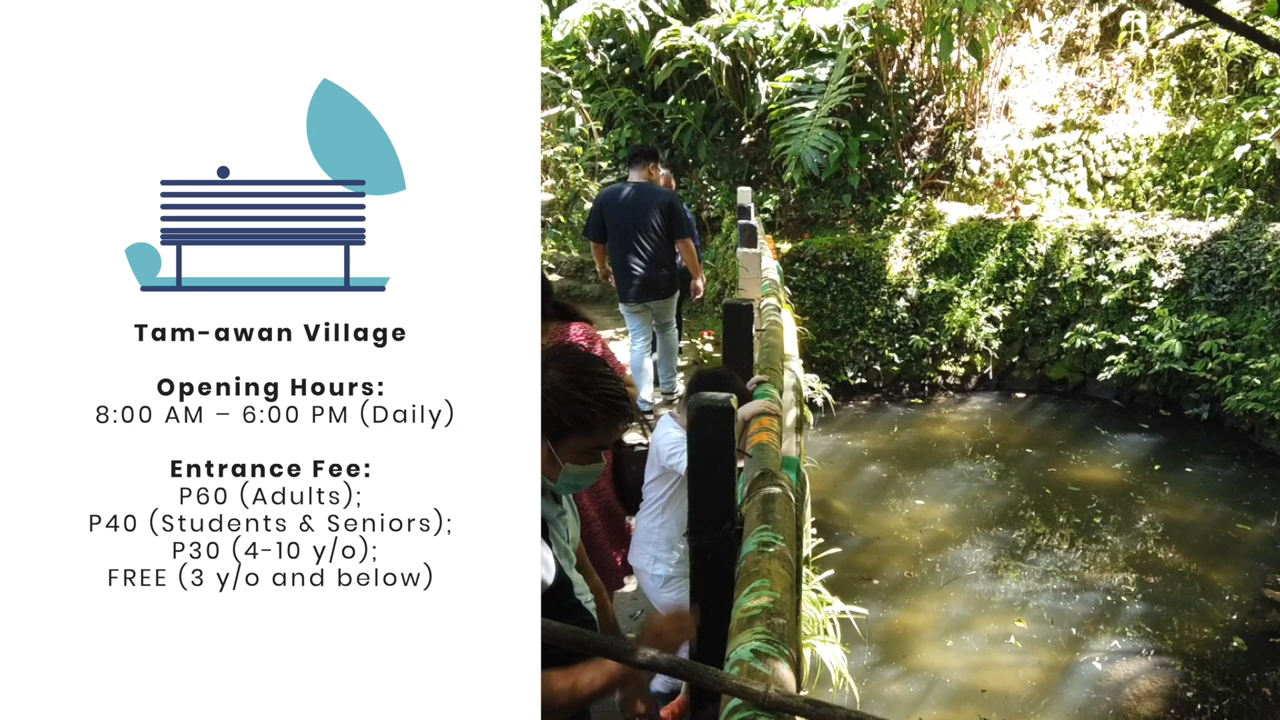 Tam-awan Village
Opening Hours:
8:00 AM – 6:00 PM (Daily)
Entrance Fee:
P60 (Adults);
P40 (Students & Seniors);
P30 (4-10 y/o);
FREE (3 y/o and below)